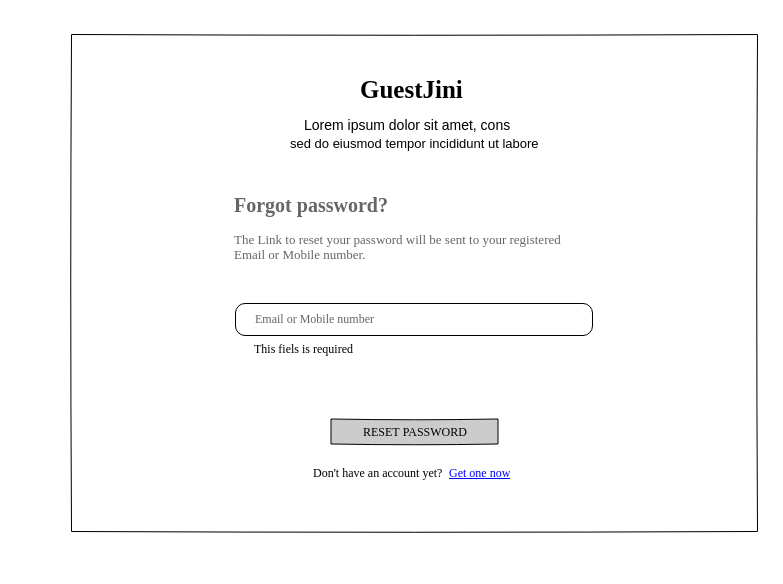 GuestJini
Lorem ipsum dolor sit amet, cons
sed do eiusmod tempor incididunt ut labore
Forgot password?
The Link to reset your password will be sent to your registered
Email or Mobile number.
Email or Mobile number
This fiels is required
RESET PASSWORD
Don't have an account yet? Get one now